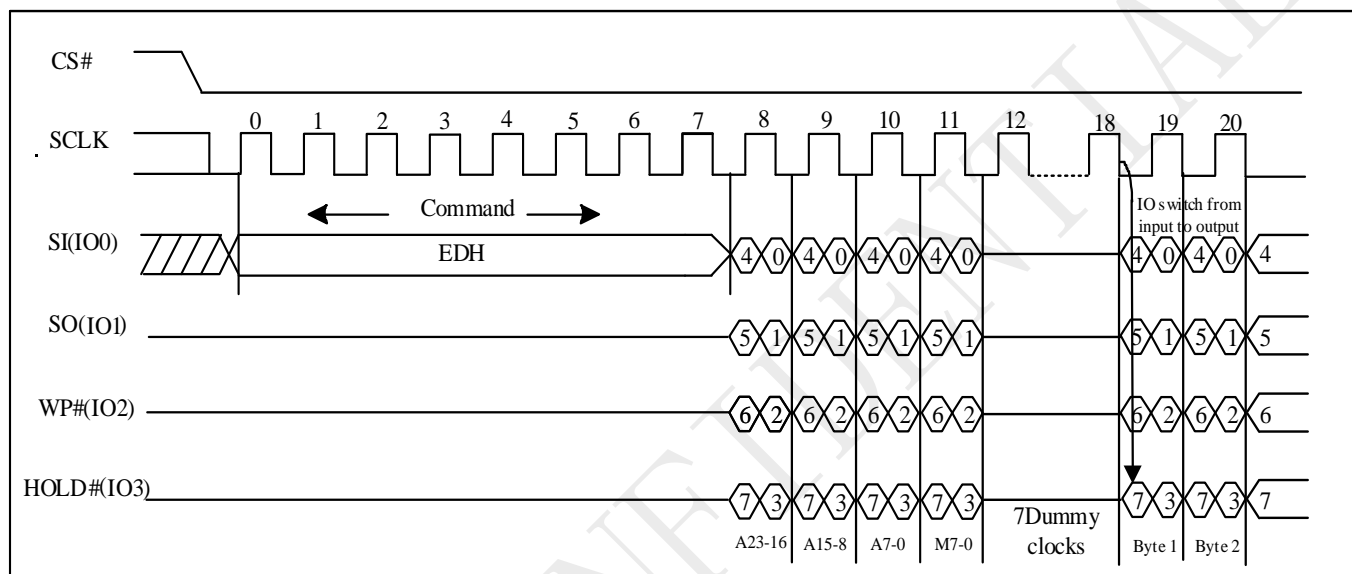 CS#
0 1 2 3 4 5 6 7 8 9 10 11 12 18 19 20
SCLK
Command
IO switch from
input to output
SI(IO0)
EDH
4 0 4 0 4 0 4 0 4 0 4 0 4
SO(IO1)
5 1 5 1 5 1 5 1 5 1 5 1 5
WP#(IO2)
6 2 6 2 6 2 6 2 6 2 6 2 6
HOLD#(IO3)
7 3 7 3 7 3 7 3 7 3 7 3 7
7Dummy
clocks
A23-16 A15-8 A7-0 M7-0 Byte 1 Byte 2